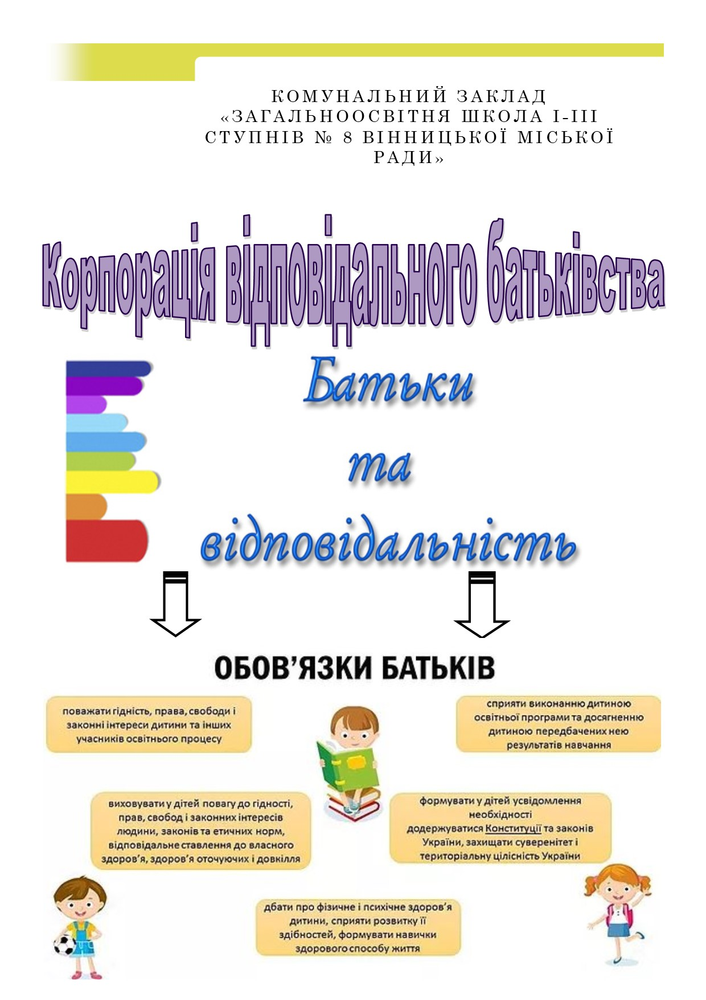 КОМУНАЛЬНИЙ ЗАКЛАД
«ЗАГАЛЬНООСВІТНЯ ШКОЛА І-ІІІ
СТУПНІВ № 8 ВІННИЦЬКОЇ МІСЬКОЇ
РАДИ»
Корпорація відповідального батьківства
Батьки
та
відповідальність
ОБОВ’ЯЗКИ БАТЬКІВ
поважати гідність, права, свободи і
законні інтереси дитини та інших
учасників освітнього процесу
сприяти виконанню дитиною
освітньої програми та досягненню
дитиною передбачених нею
результатів навчання
виховувати у дітей повагу до гідності,
прав, свобод і законних інтересів
людини, законів та етичних норм,
відповідальне ставлення до власного
здоров’я, здоров’я оточуючих і довкілля
формувати у дітей усвідомлення
необхідності
додержуватися Конституції та законів
України, захищати суверенітет і
територіальну цілісність України
дбати про фізичне і психічне здоров’я
дитини, сприяти розвитку її
здібностей, формувати навички
здорового способу життя